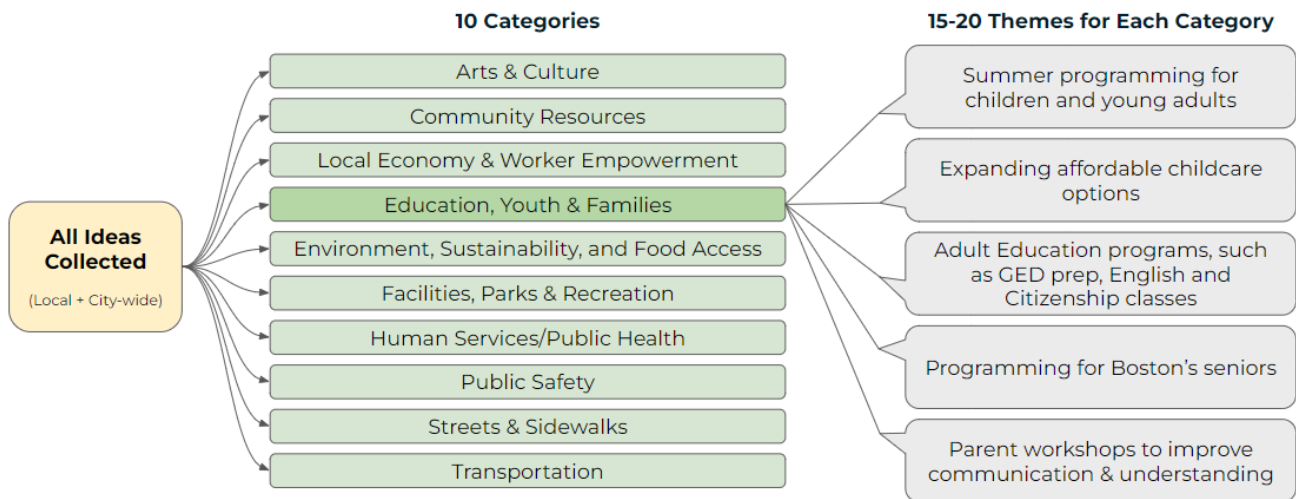 10 Categories
15-20 Themes for Each Category
All Ideas
Collected
(Local + City-wide)
Arts & Culture
Community Resources
Local Economy & Worker Empowerment
Education, Youth & Families
Environment, Sustainability, and Food Access
Facilities, Parks & Recreation
Human Services/Public Health
Public Safety
Streets & Sidewalks
Transportation
Summer programming for
children and young adults
Expanding affordable childcare
options
Adult Education programs, such
as GED prep, English and
Citizenship classes
Programming for Boston’s seniors
Parent workshops to improve
communication & understanding